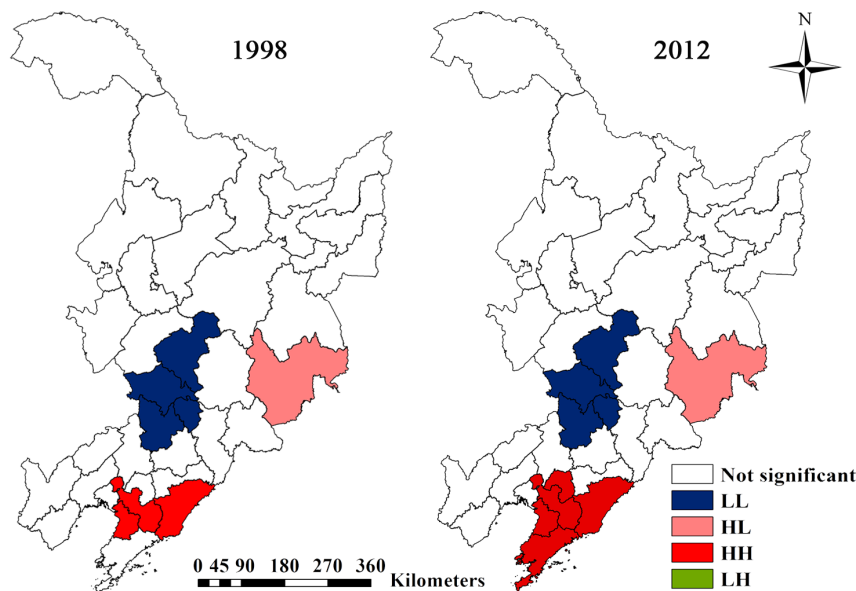 1998
2012
N
Not significant
LL
HL
HH
LH
0 45 90 180 270 360
Kilometers